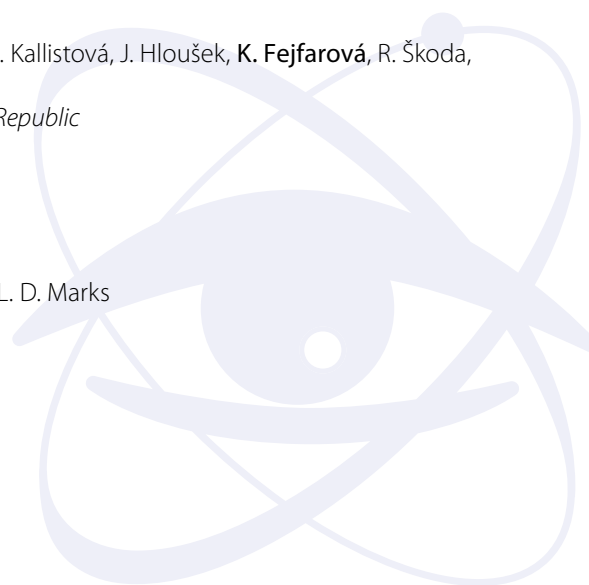 . Kallistová, J. Hloušek, K. Fejfarová, R. Škoda,
Republic
L. D. Marks